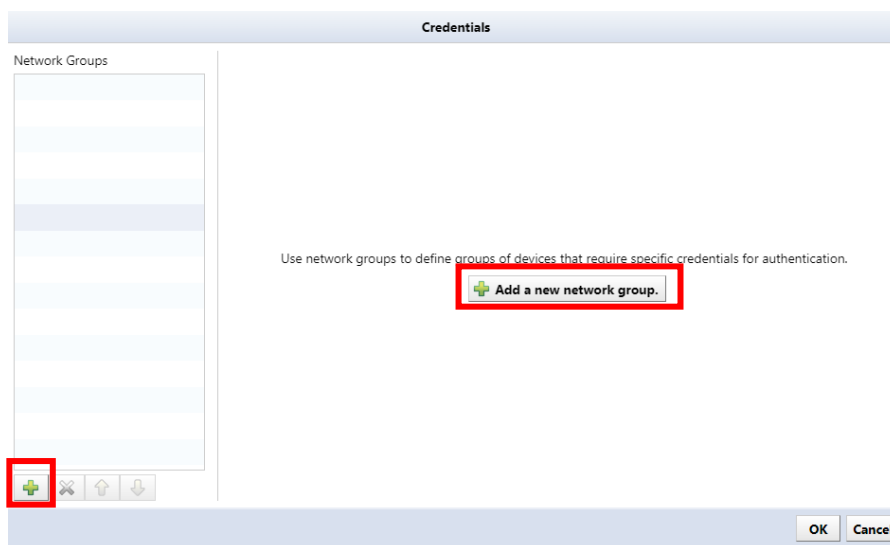 Credentials
Network Groups
Use network groups to define groups of devices that require specific credentials for authentication.
Add a new network group.
OK Cance